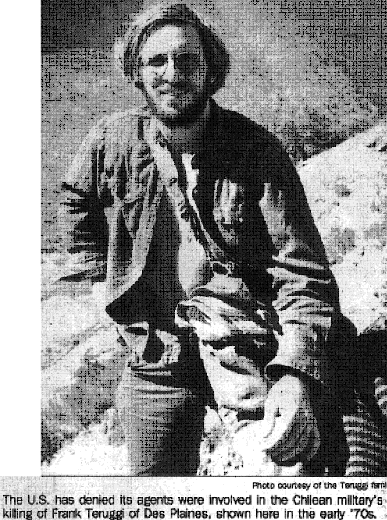 Photo courtesy of the Teruggi
The U.S. has denied its agents were involved in the Chilean military's
killing of Frank Teruggi of Des Plaines, shown here in the early '70s.